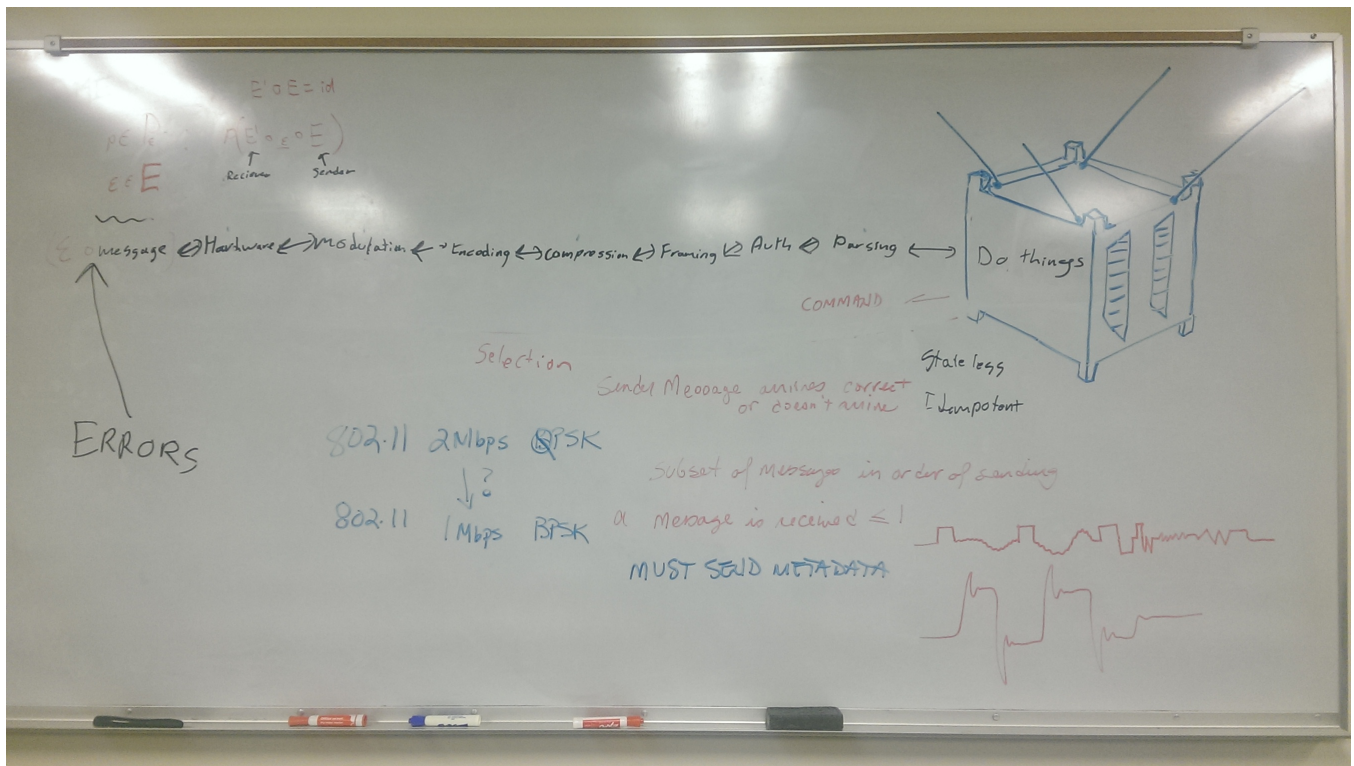 E' o E = id
(E' o ε o E)
Reciever
Sender
ε ∈ E
message ⇔ Hardware ⇔ Modulation ⇔ Encoding ⇔ Compression ⇔ Framing ⇔ Auth ⇔ Parsing ⟷ Do things
COMMAND
ERRORS
Selection
Stateless
Idempotent
Sender Message arrives correct
or doesn't arrive
802.11 2Mbps QPSK
↓?
802.11 1Mbps BPSK
Subset of messages in order of sending
a message is received ≤ 1
MUST SEND METADATA